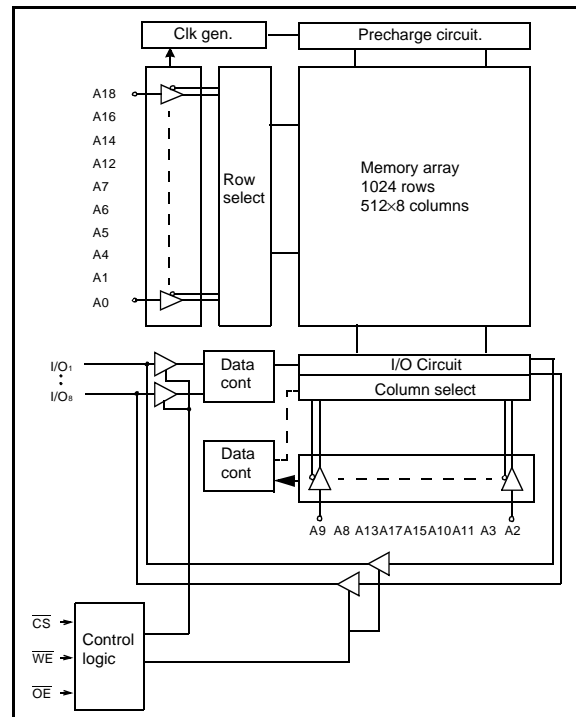 Clk gen.
Precharge circuit.
A18
A16
A14
A12
A7
A6
A5
A4
A1
A0
Row
select
Memory array
1024 rows
512×8 columns
I/O1
I/O8
Data
cont
I/O Circuit
Column select
Data
cont
A9 A8 A13 A17 A15 A10 A11 A3 A2
CS
WE
OE
Control
logic